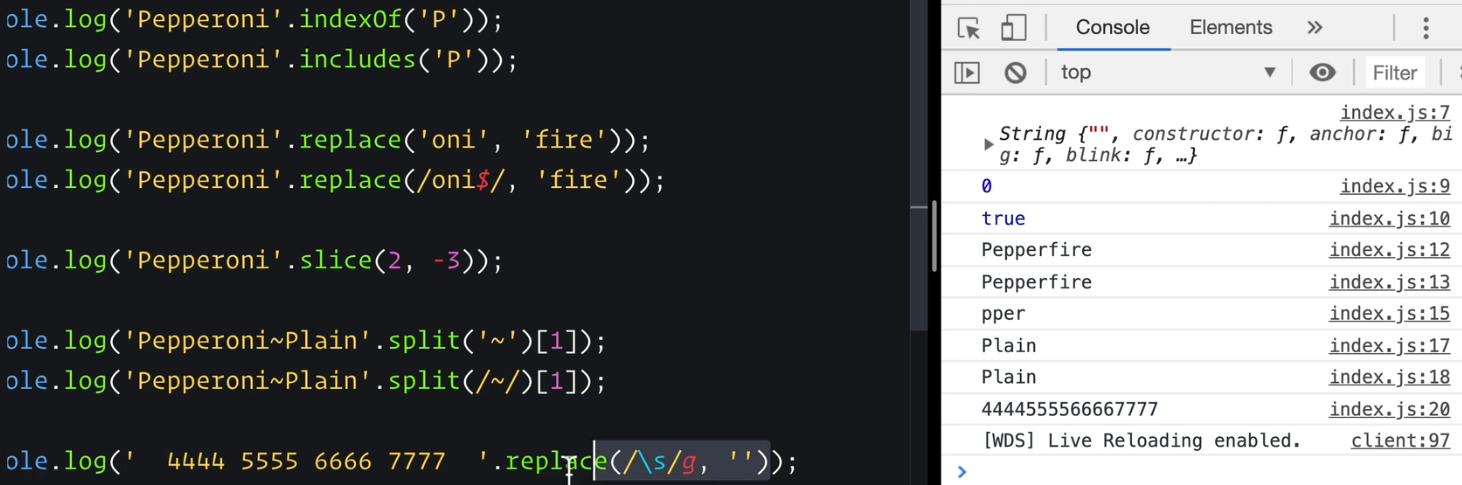 ole.log('Pepperoni'.indexOf('P'));
ole.log('Pepperoni'.includes('P'));
ole.log('Pepperoni'.replace('oni', 'fire'));
ole.log('Pepperoni'.replace(/oni$/, 'fire'));
ole.log('Pepperoni'.slice(2, -3));
ole.log('Pepperoni~Plain'.split('~')[1]);
ole.log('Pepperoni~Plain'.split(/~/)[1]);
ole.log('  4444 5555 6666 7777  '.replace(/\s/g, ''));
Console Elements »
top Filter
index.js:7
String {"", constructor: ƒ, anchor: ƒ, bi
g: ƒ, blink: ƒ, …}
0 index.js:9
true index.js:10
Pepperfire index.js:12
Pepperfire index.js:13
pper index.js:15
Plain index.js:17
Plain index.js:18
4444555566667777 index.js:20
[WDS] Live Reloading enabled. client:97
>